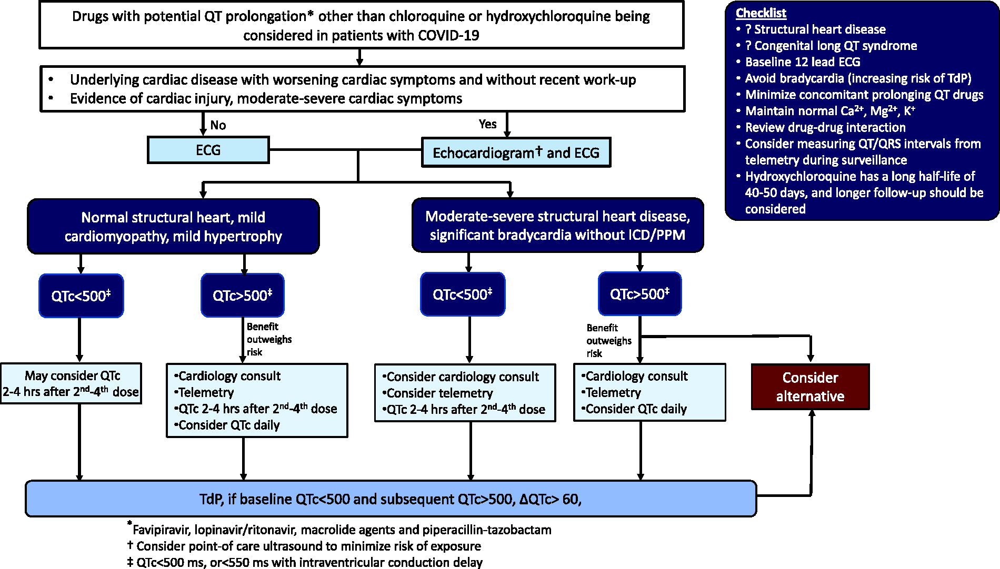 Drugs with potential QT prolongation* other than chloroquine or hydroxychloroquine being
considered in patients with COVID-19
• Underlying cardiac disease with worsening cardiac symptoms and without recent work-up
• Evidence of cardiac injury, moderate-severe cardiac symptoms
No
Yes
ECG
Echocardiogram† and ECG
Normal structural heart, mild
cardiomyopathy, mild hypertrophy
Moderate-severe structural heart disease,
significant bradycardia without ICD/PPM
QTc<500‡
QTc>500‡
QTc<500‡
QTc>500‡
Benefit
outweighs
risk
Benefit
outweighs
risk
May consider QTc
2-4 hrs after 2nd-4th dose
•Cardiology consult
•Telemetry
•QTc 2-4 hrs after 2nd-4th dose
•Consider QTc daily
•Consider cardiology consult
•Consider telemetry
•QTc 2-4 hrs after 2nd-4th dose
•Cardiology consult
•Telemetry
•Consider QTc daily
Consider
alternative
TdP, if baseline QTc<500 and subsequent QTc>500, ΔQTc> 60,
*Favipiravir, lopinavir/ritonavir, macrolide agents and piperacillin-tazobactam
† Consider point-of care ultrasound to minimize risk of exposure
‡ QTc<500 ms, or<550 ms with intraventricular conduction delay
Checklist
• ? Structural heart disease
• ? Congenital long QT syndrome
• Baseline 12 lead ECG
• Avoid bradycardia (increasing risk of TdP)
• Minimize concomitant prolonging QT drugs
• Maintain normal Ca2+, Mg2+, K+
• Review drug-drug interaction
• Consider measuring QT/QRS intervals from
telemetry during surveillance
• Hydroxychloroquine has a long half-life of
40-50 days, and longer follow-up should be
considered